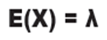 E(X) = λ